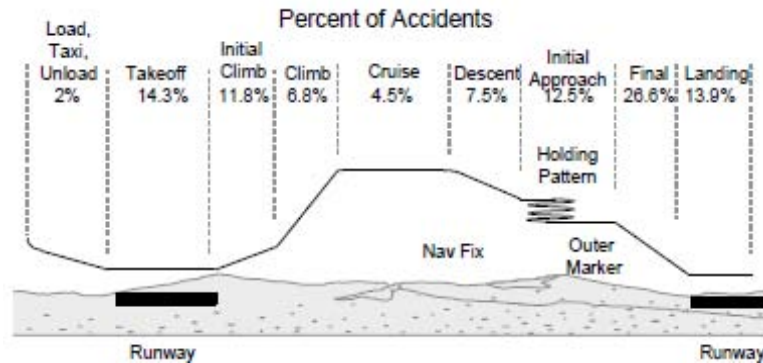 Percent of Accidents
Load,
Taxi,
Unload
2%
Takeoff
14.3%
Initial
Climb
11.8%
Climb
6.8%
Cruise
4.5%
Descent
7.5%
Initial
Approach
12.5%
Final
26.6%
Landing
13.9%
Holding
Pattern
Nav Fix
Outer
Marker
Runway
Runway